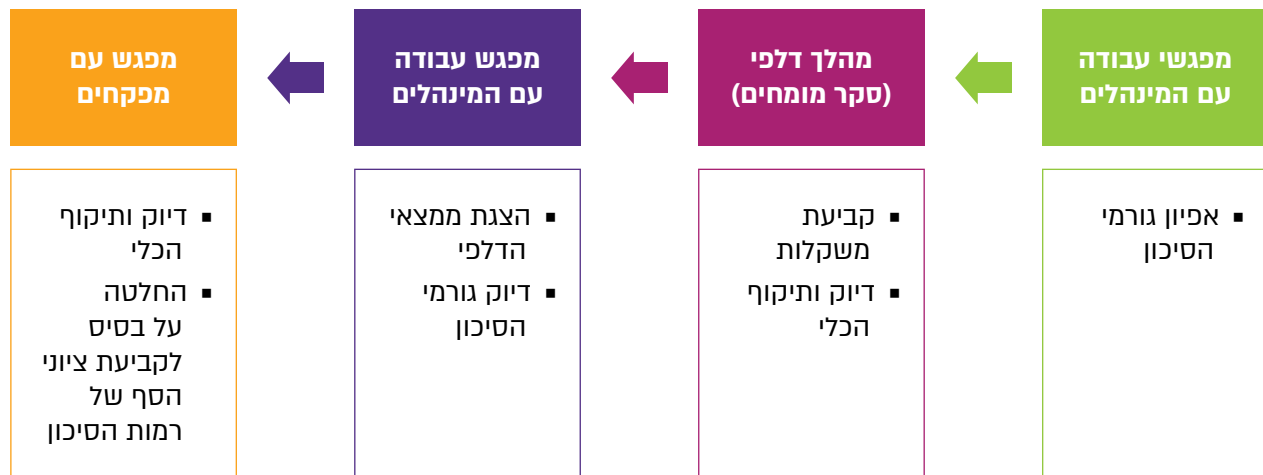 מפגשי עבודה
עם המינהלים
▪ אפיון גורמי
הסיכון
מהלך דלפי
(סקר מומחים)
▪ קביעת
משקלות
▪ דיוק ותיקוף
הכלי
מפגש עבודה
עם המינהלים
▪ הצגת ממצאי
הדלפי
▪ דיוק גורמי
הסיכון
מפגש עם
מפקחים
▪ דיוק ותיקוף
הכלי
▪ החלטה
על בסיס
לקביעת ציוני
הסף של
רמות הסיכון